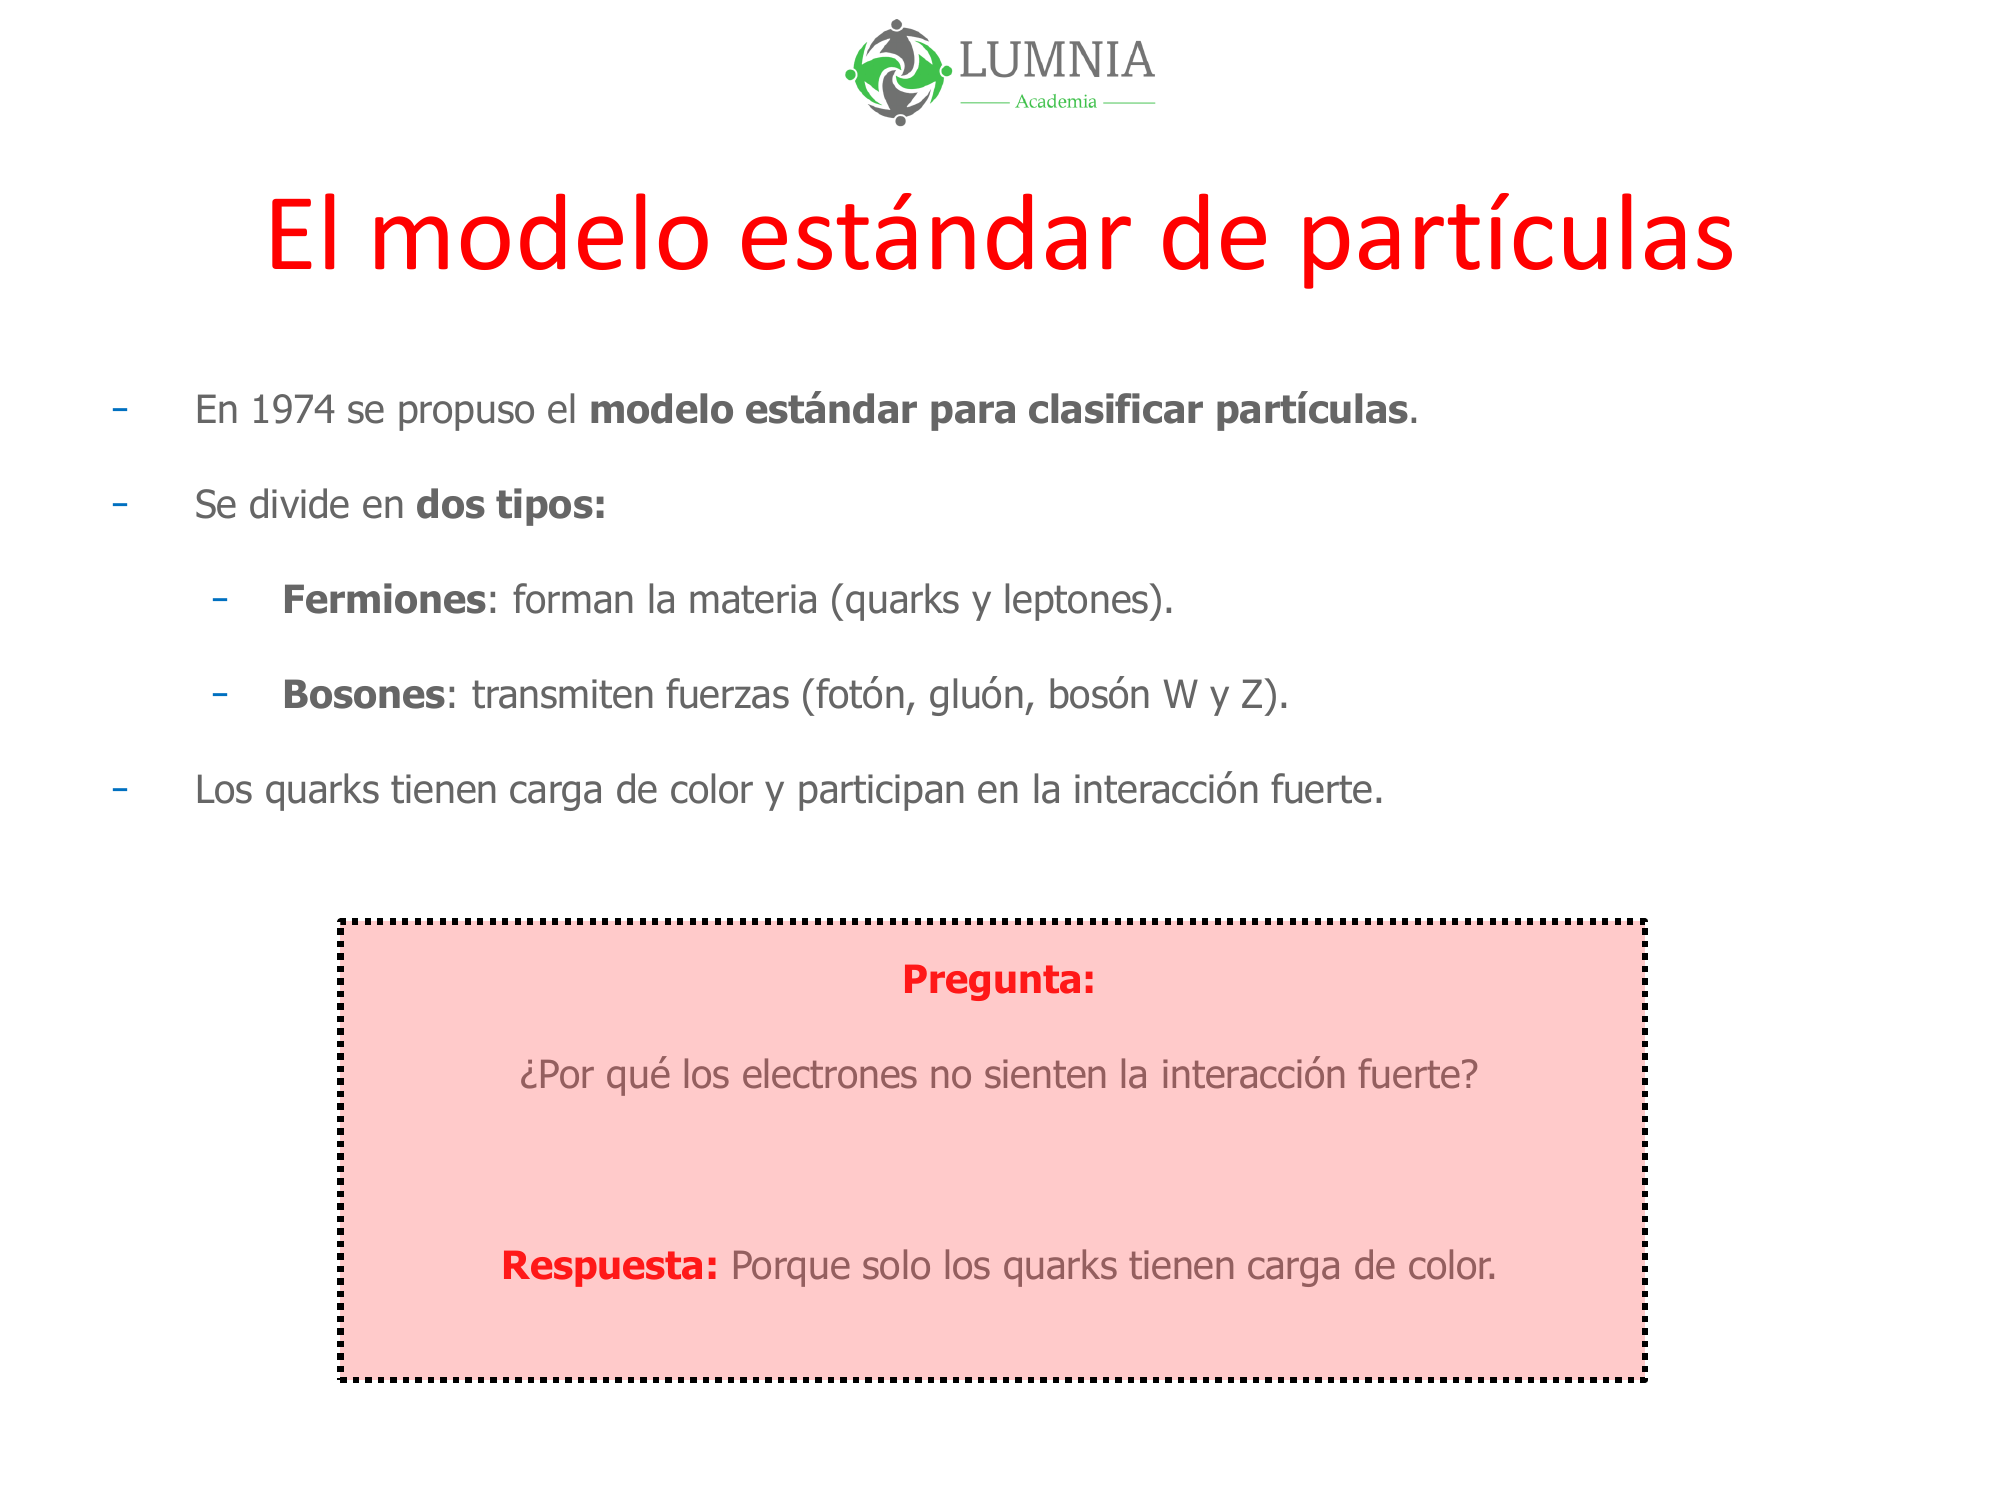 LUMNIA
Academia
El modelo estándar de partículas
- En 1974 se propuso el modelo estándar para clasificar partículas.
- Se divide en dos tipos:
- Fermiones: forman la materia (quarks y leptones).
- Bosones: transmiten fuerzas (fotón, gluón, bosón W y Z).
- Los quarks tienen carga de color y participan en la interacción fuerte.
Pregunta:
¿Por qué los electrones no sienten la interacción fuerte?
Respuesta: Porque solo los quarks tienen carga de color.